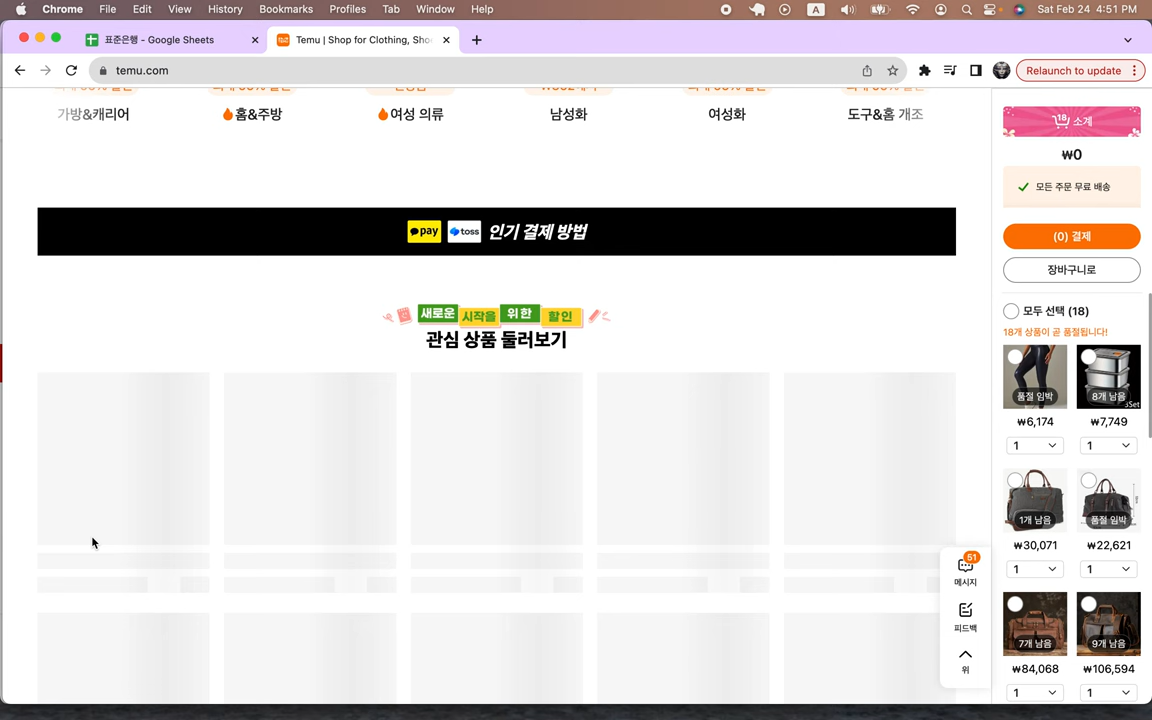 Chrome File Edit View History Bookmarks Profiles Tab Window Help A Sat Feb 24 4:51 PM
표준은행 - Google Sheets
Temu | Shop for Clothing, Sho
temu.com
Relaunch to update
가방&캐리어 홈&주방 여성 의류 남성화 여성화 도구&홈 개조
pay toss 인기 결제 방법
새로운 시작을 위한 할인
관심 상품 둘러보기
18 소계
₩0
모든 주문 무료 배송
(0) 결제
장바구니로
모두 선택 (18)
18개 상품이 곧 품절됩니다!
품절 임박 8개 남음
₩6,174 ₩7,749
1 1
1개 남음 품절 임박
₩30,071 ₩22,621
1 1
7개 남음 9개 남음
₩84,068 ₩106,594
1 1
51
메시지
피드백
위